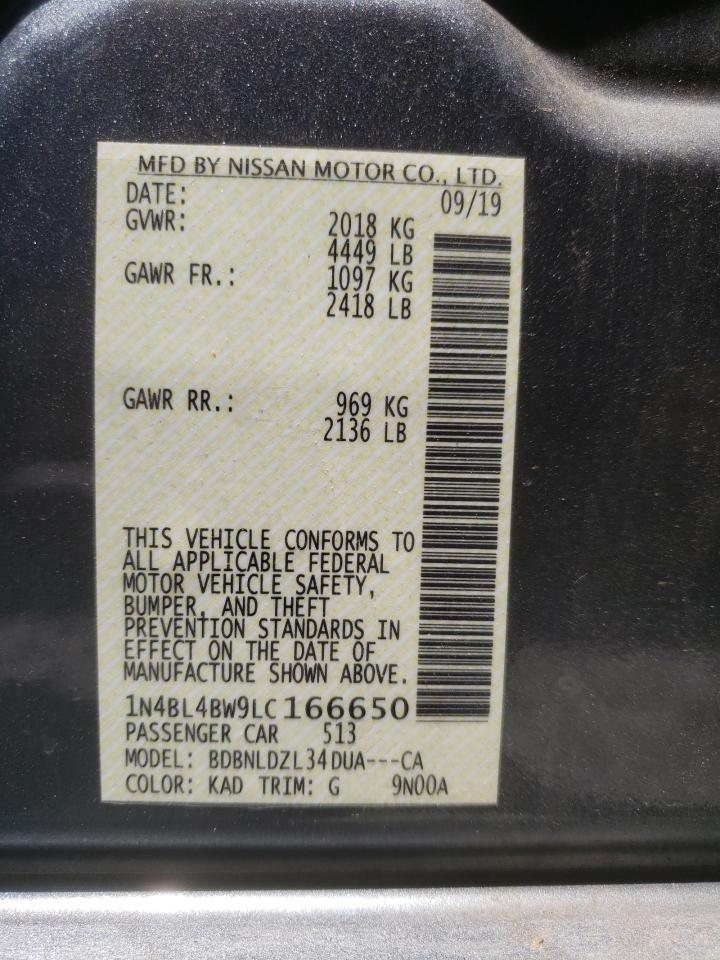 MFD BY NISSAN MOTOR CO., LTD.
DATE: 09/19
GVWR: 2018 KG
4449 LB
GAWR FR.: 1097 KG
2418 LB
GAWR RR.: 969 KG
2136 LB
THIS VEHICLE CONFORMS TO
ALL APPLICABLE FEDERAL
MOTOR VEHICLE SAFETY,
BUMPER, AND THEFT
PREVENTION STANDARDS IN
EFFECT ON THE DATE OF
MANUFACTURE SHOWN ABOVE.
1N4BL4BW9LC166650
PASSENGER CAR 513
MODEL: BDBNLDZL34DUA---CA
COLOR: KAD TRIM: G 9N00A